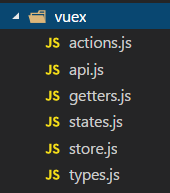 vuex
JS actions.js
JS api.js
JS getters.js
JS states.js
JS store.js
JS types.js